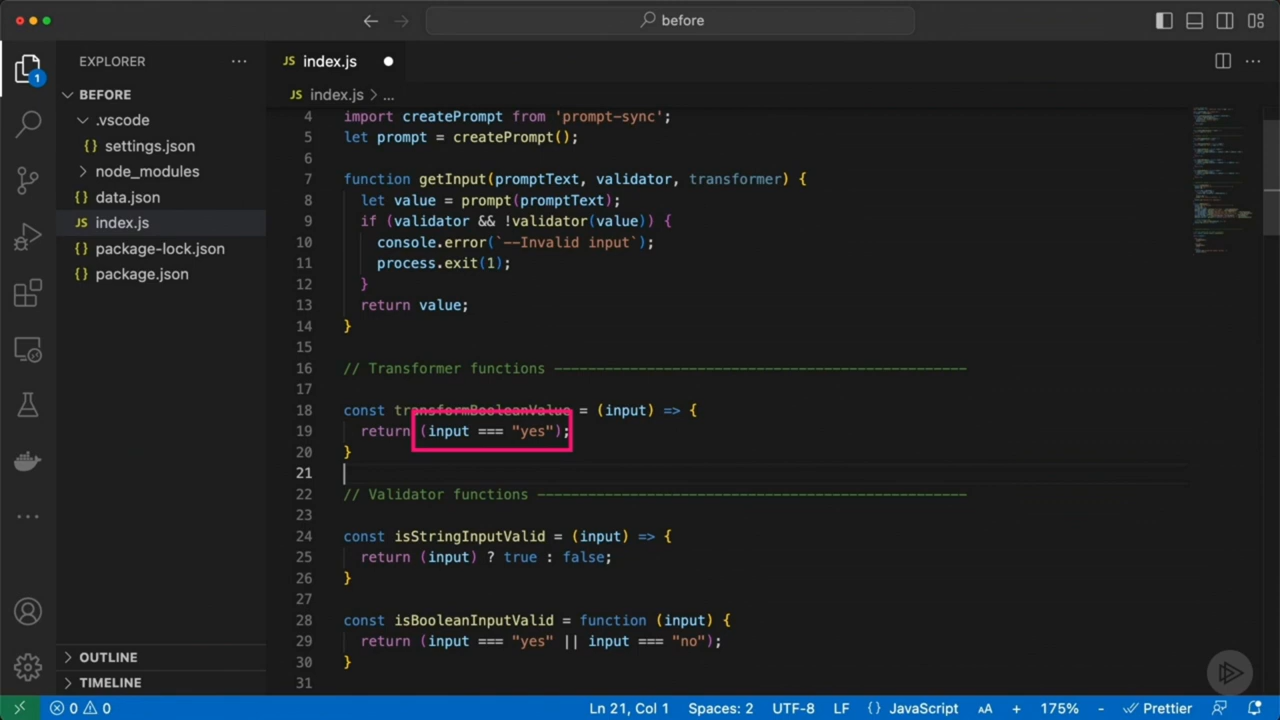 before
EXPLORER
JS index.js
1
BEFORE
JS index.js > ...
.vscode
{} settings.json
node_modules
{} data.json
JS index.js
{} package-lock.json
{} package.json
4 import createPrompt from 'prompt-sync';
5 let prompt = createPrompt();
6
7 function getInput(promptText, validator, transformer) {
8 let value = prompt(promptText);
9 if (validator && !validator(value)) {
10 console.error(`--Invalid input`);
11 process.exit(1);
12 }
13 return value;
14 }
15
16 // Transformer functions ---------------------------------------------------
17
18 const transformBooleanValue = (input) => {
19 return (input === "yes");
20 }
21
22 // Validator functions ---------------------------------------------------
23
24 const isStringInputValid = (input) => {
25 return (input) ? true : false;
26 }
27
28 const isBooleanInputValid = function (input) {
29 return (input === "yes" || input === "no");
30 }
31
OUTLINE
TIMELINE
0 0
Ln 21, Col 1 Spaces: 2 UTF-8 LF {} JavaScript AA + 175% - Prettier